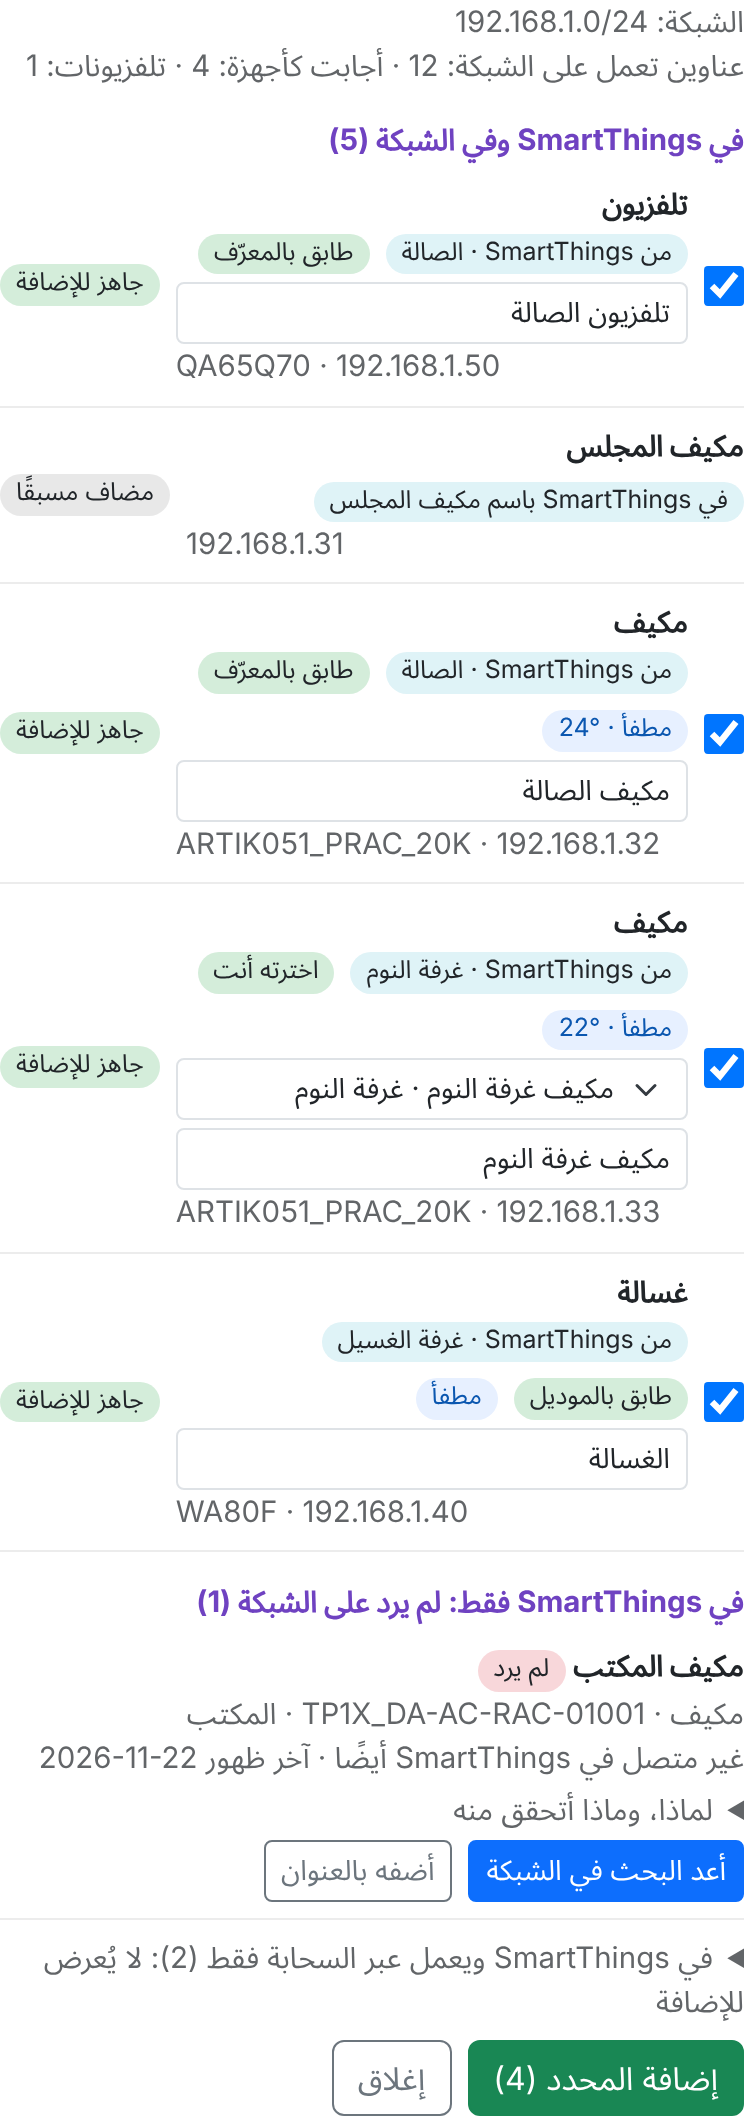 الشبكة: 192.168.1.0/24
عناوين تعمل على الشبكة: 12 · أجابت كأجهزة: 4 · تلفزيونات: 1
في SmartThings وفي الشبكة (5)
تلفزيون
من SmartThings · الصالة
طابق بالمعرّف
جاهز للإضافة
تلفزيون الصالة
QA65Q70 · 192.168.1.50
مكيف المجلس
في SmartThings باسم مكيف المجلس
مضاف مسبقًا
192.168.1.31
مكيف
من SmartThings · الصالة
طابق بالمعرّف
مطفأ · 24°
جاهز للإضافة
مكيف الصالة
ARTIK051_PRAC_20K · 192.168.1.32
مكيف
من SmartThings · غرفة النوم
اخترته أنت
مطفأ · 22°
جاهز للإضافة
مكيف غرفة النوم · غرفة النوم
مكيف غرفة النوم
ARTIK051_PRAC_20K · 192.168.1.33
غسالة
من SmartThings · غرفة الغسيل
طابق بالموديل
مطفأ
جاهز للإضافة
الغسالة
WA80F · 192.168.1.40
في SmartThings فقط: لم يرد على الشبكة (1)
مكيف المكتب لم يرد
مكيف · TP1X_DA-AC-RAC-01001 · المكتب
غير متصل في SmartThings أيضًا · آخر ظهور 22-11-2026
لماذا، وماذا أتحقق منه
أعد البحث في الشبكة
أضفه بالعنوان
في SmartThings ويعمل عبر السحابة فقط (2): لا يُعرض
للإضافة
إضافة المحدد (4)
إغلاق